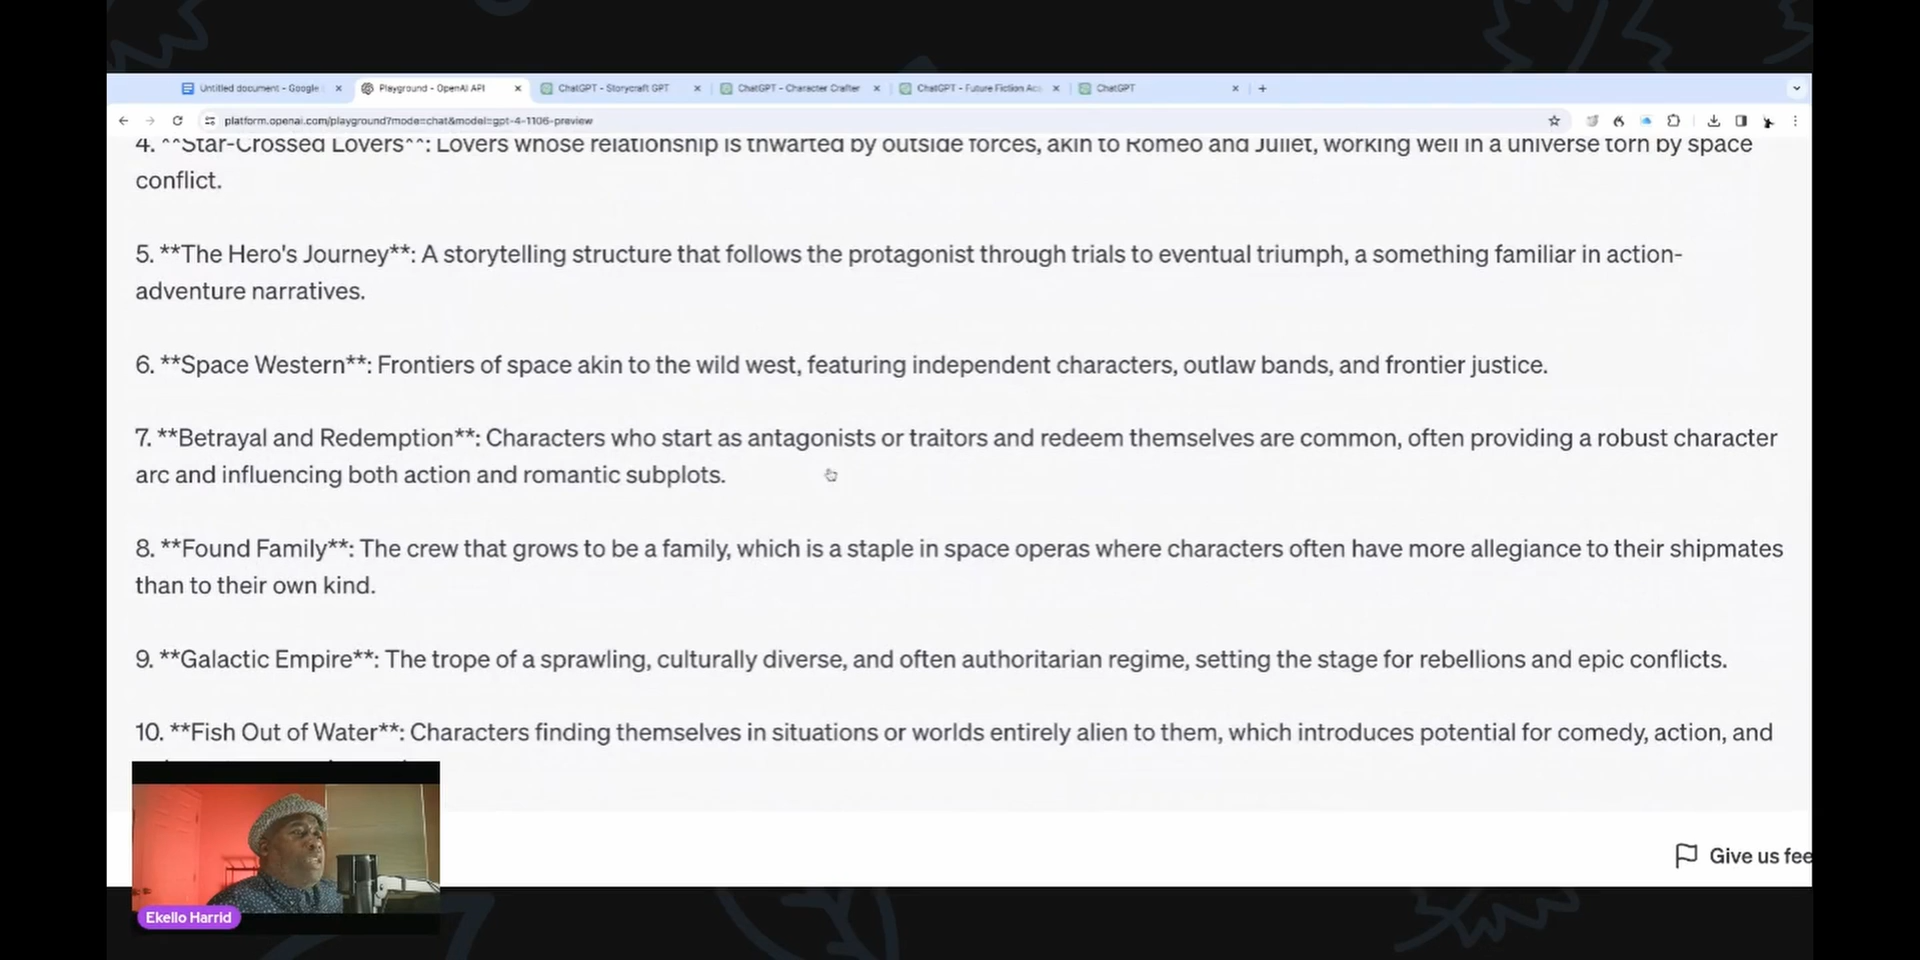 Untitled document - Google
Playground - OpenAI API
ChatGPT - Storycraft GPT
ChatGPT - Character Crafter
ChatGPT - Future Fiction Aca
ChatGPT
platform.openai.com/playground?mode=chat&model=gpt-4-1106-preview
4. **Star-Crossed Lovers**: Lovers whose relationship is thwarted by outside forces, akin to Romeo and Juliet, working well in a universe torn by space
conflict.
5. **The Hero's Journey**: A storytelling structure that follows the protagonist through trials to eventual triumph, a something familiar in action-
adventure narratives.
6. **Space Western**: Frontiers of space akin to the wild west, featuring independent characters, outlaw bands, and frontier justice.
7. **Betrayal and Redemption**: Characters who start as antagonists or traitors and redeem themselves are common, often providing a robust character
arc and influencing both action and romantic subplots.
8. **Found Family**: The crew that grows to be a family, which is a staple in space operas where characters often have more allegiance to their shipmates
than to their own kind.
9. **Galactic Empire**: The trope of a sprawling, culturally diverse, and often authoritarian regime, setting the stage for rebellions and epic conflicts.
10. **Fish Out of Water**: Characters finding themselves in situations or worlds entirely alien to them, which introduces potential for comedy, action, and
Give us fee
Ekello Harrid